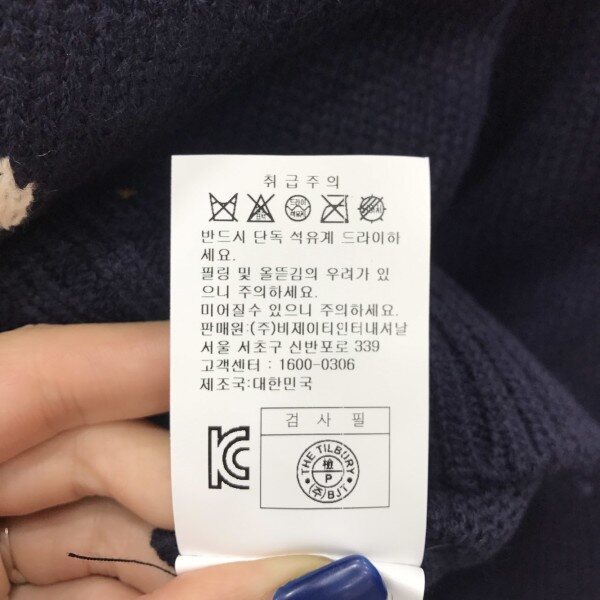 취급주의
드라이
반드시 단독 석유계 드라이하
세요.
필링 및 올뜯김의 우려가 있
으니 주의하세요.
미어질수 있으니 주의하세요.
판매원:(주)비제이티인터내셔날
서울 서초구 신반포로 339
고객센터 : 1600-0306
제조국:대한민국
검 사 필
THE TILBURY
檢
P
(주)BJT